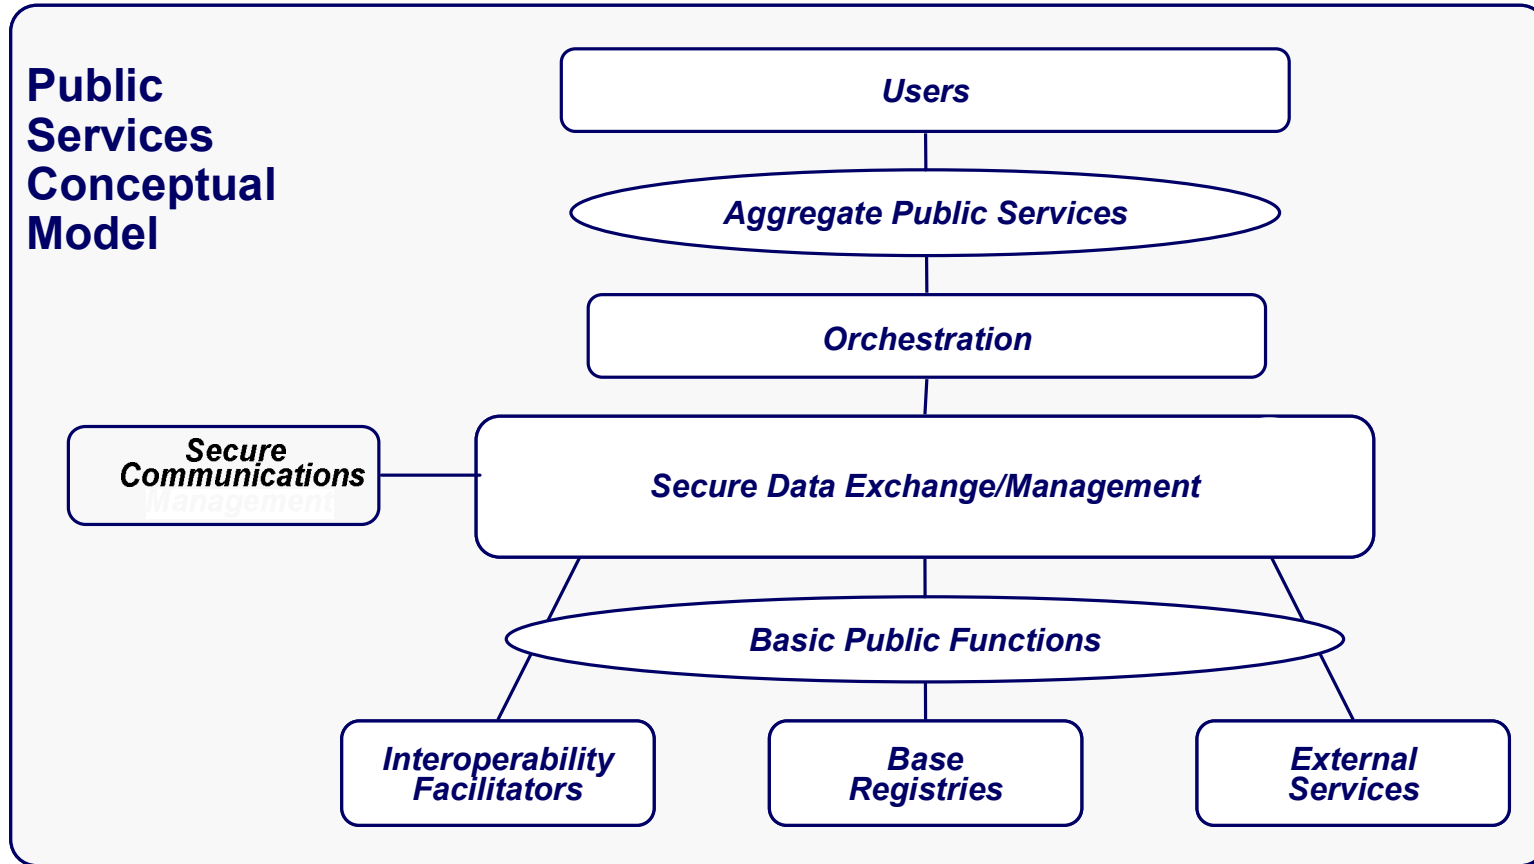 Public
Services
Conceptual
Model
Users
Aggregate Public Services
Orchestration
Secure
Communications
Management
Secure Data Exchange/Management
Basic Public Functions
Interoperability
Facilitators
Base
Registries
External
Services